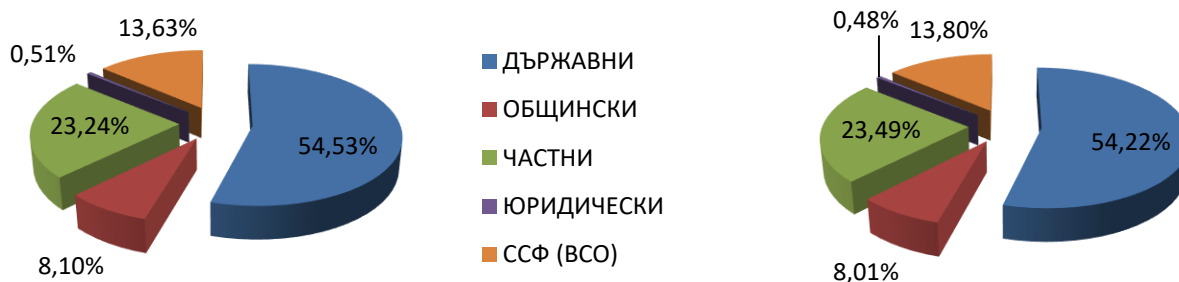 13,63%
0,51%
23,24%
54,53%
8,10%
ДЪРЖАВНИ
ОБЩИНСКИ
ЧАСТНИ
ЮРИДИЧЕСКИ
ССФ (ВСО)
0,48%
13,80%
23,49%
54,22%
8,01%